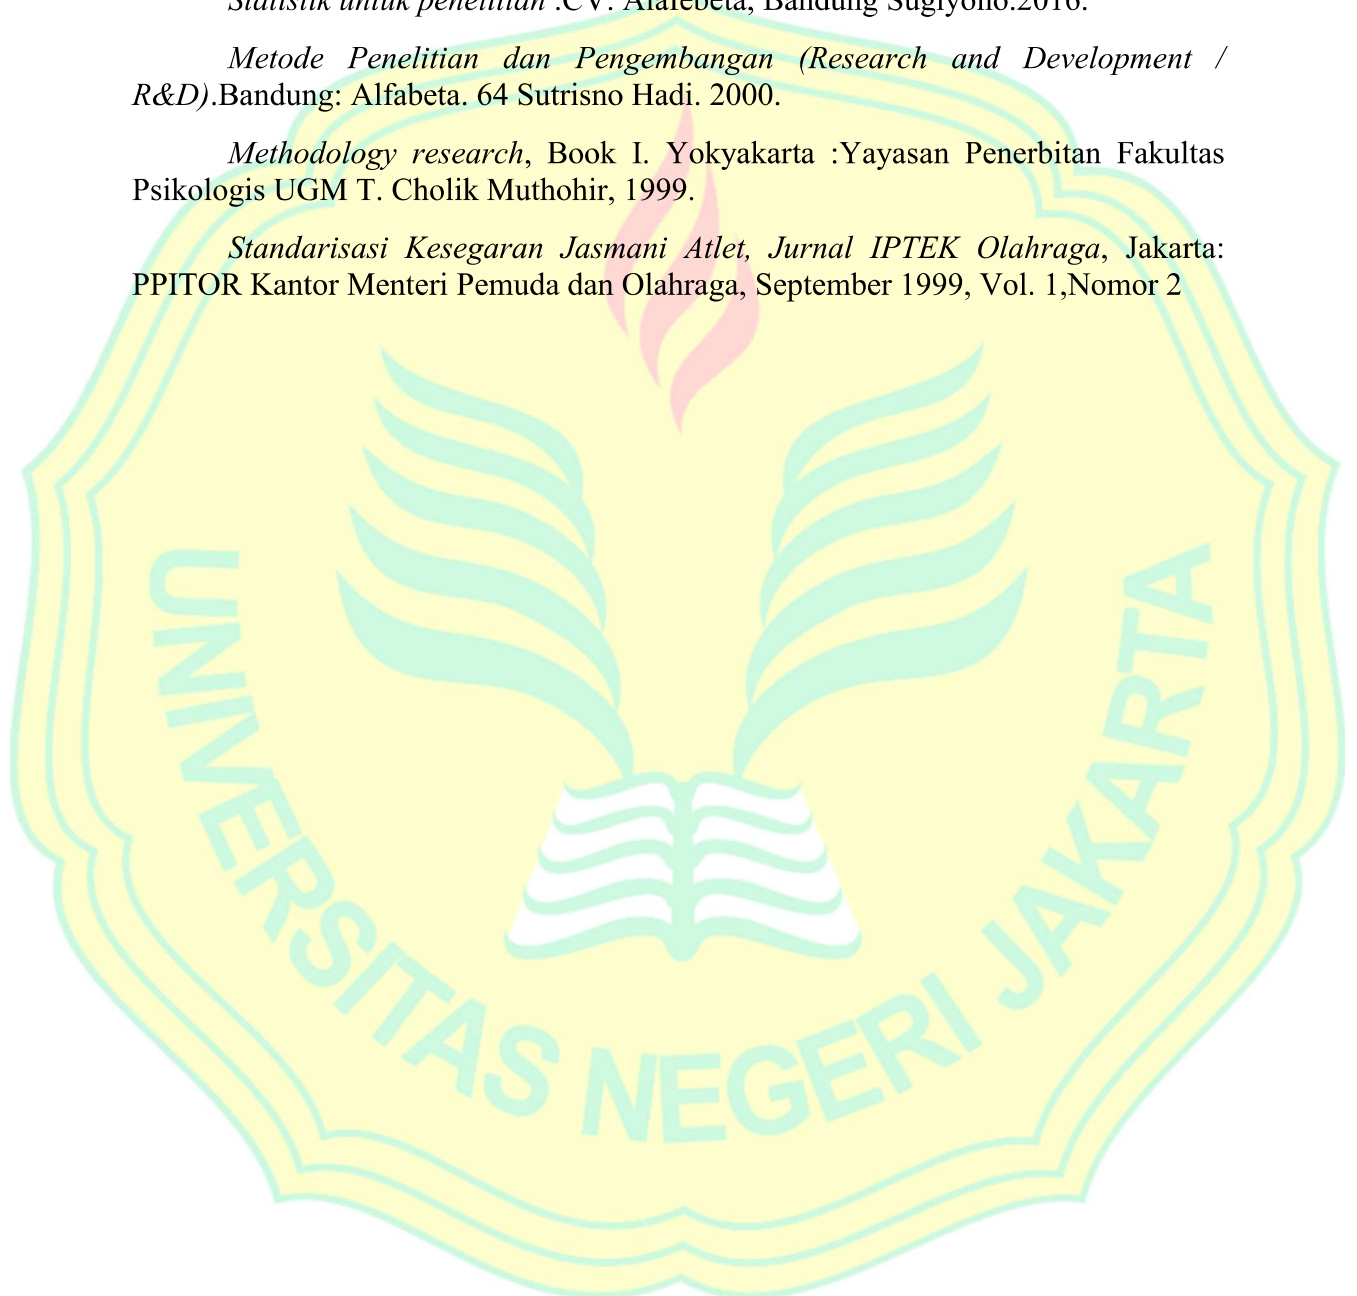 Statistik untuk penelitian .CV. Alafebeta, Bandung Sugiyono.2016.
Metode Penelitian dan Pengembangan (Research and Development /
R&D).Bandung: Alfabeta. 64 Sutrisno Hadi. 2000.
Methodology research, Book I. Yokyakarta :Yayasan Penerbitan Fakultas
Psikologis UGM T. Cholik Muthohir, 1999.
Standarisasi Kesegaran Jasmani Atlet, Jurnal IPTEK Olahraga, Jakarta:
PPITOR Kantor Menteri Pemuda dan Olahraga, September 1999, Vol. 1,Nomor 2
UNIVERSITAS NEGERI JAKARTA